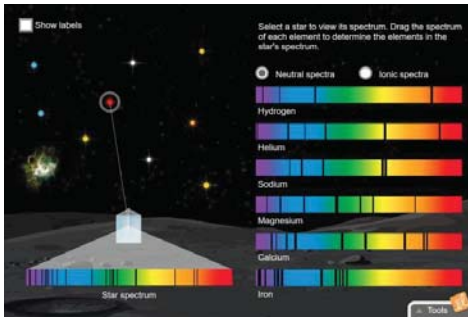 Show labels
Select a star to view its spectrum. Drag the spectrum
of each element to determine the elements in the
star's spectrum.
Neutral spectra
Ionic spectra
Hydrogen
Helium
Sodium
Magnesium
Calcium
Iron
Star spectrum
Tools